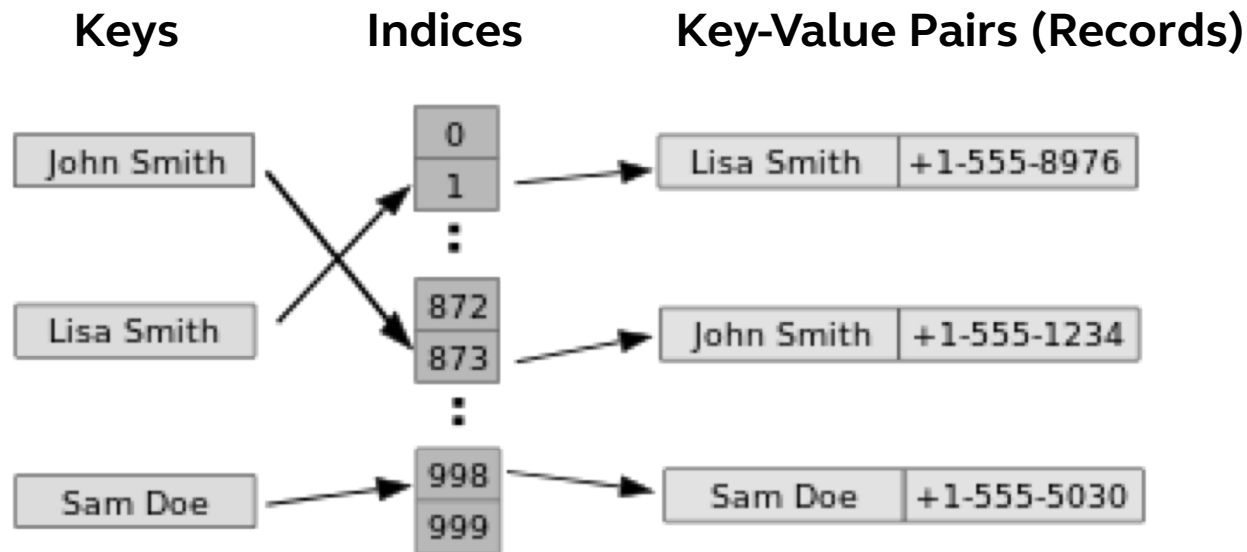 Keys Indices Key-Value Pairs (Records)
0
John Smith
Lisa Smith +1-555-8976
1
:
872
Lisa Smith
John Smith +1-555-1234
873
:
998
Sam Doe
Sam Doe +1-555-5030
999